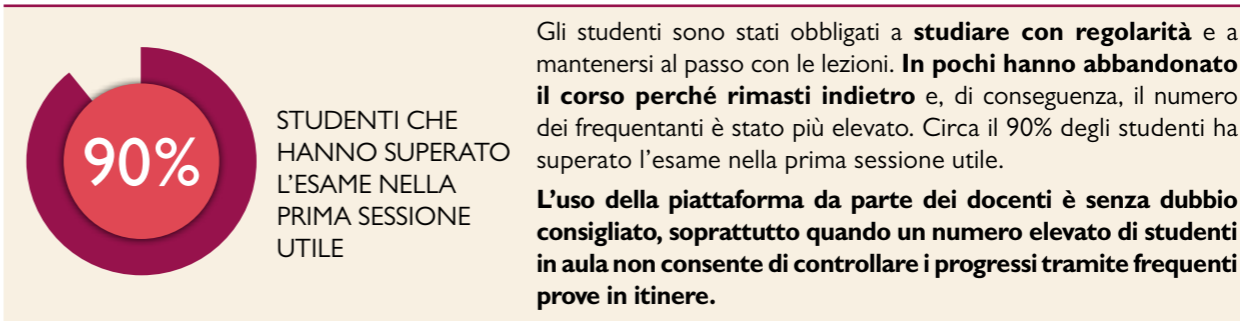 90%
STUDENTI CHE
HANNO SUPERATO
L'ESAME NELLA
PRIMA SESSIONE
UTILE
Gli studenti sono stati obbligati a studiare con regolarità e a
mantenersi al passo con le lezioni. In pochi hanno abbandonato
il corso perché rimasti indietro e, di conseguenza, il numero
dei frequentanti è stato più elevato. Circa il 90% degli studenti ha
superato l'esame nella prima sessione utile.
L'uso della piattaforma da parte dei docenti è senza dubbio
consigliato, soprattutto quando un numero elevato di studenti
in aula non consente di controllare i progressi tramite frequenti
prove in itinere.